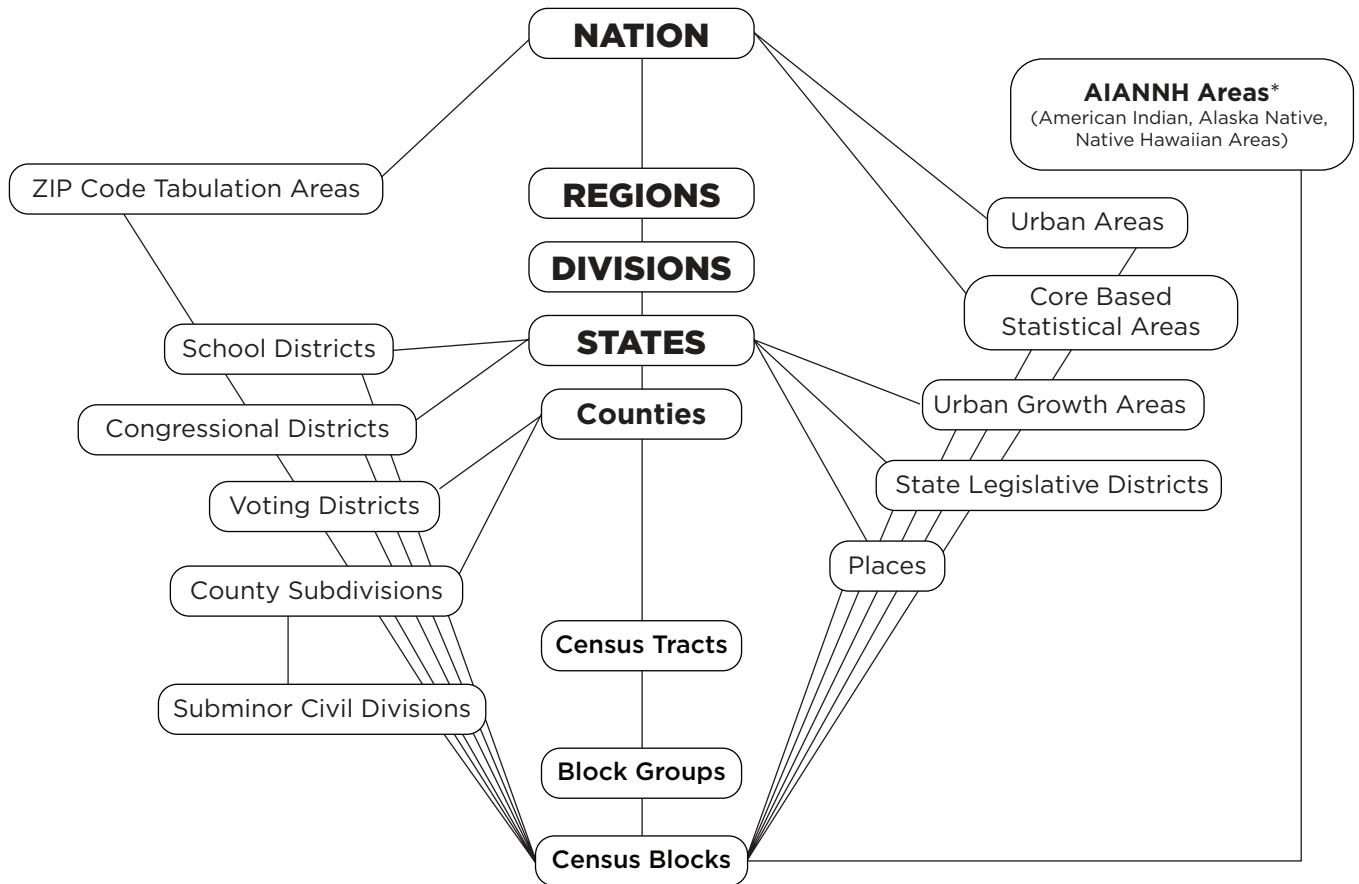 NATION
AIANNH Areas*
(American Indian, Alaska Native,
Native Hawaiian Areas)
ZIP Code Tabulation Areas
REGIONS
Urban Areas
DIVISIONS
Core Based
Statistical Areas
School Districts
STATES
Urban Growth Areas
Congressional Districts
Counties
State Legislative Districts
Voting Districts
Places
County Subdivisions
Census Tracts
Subminor Civil Divisions
Block Groups
Census Blocks